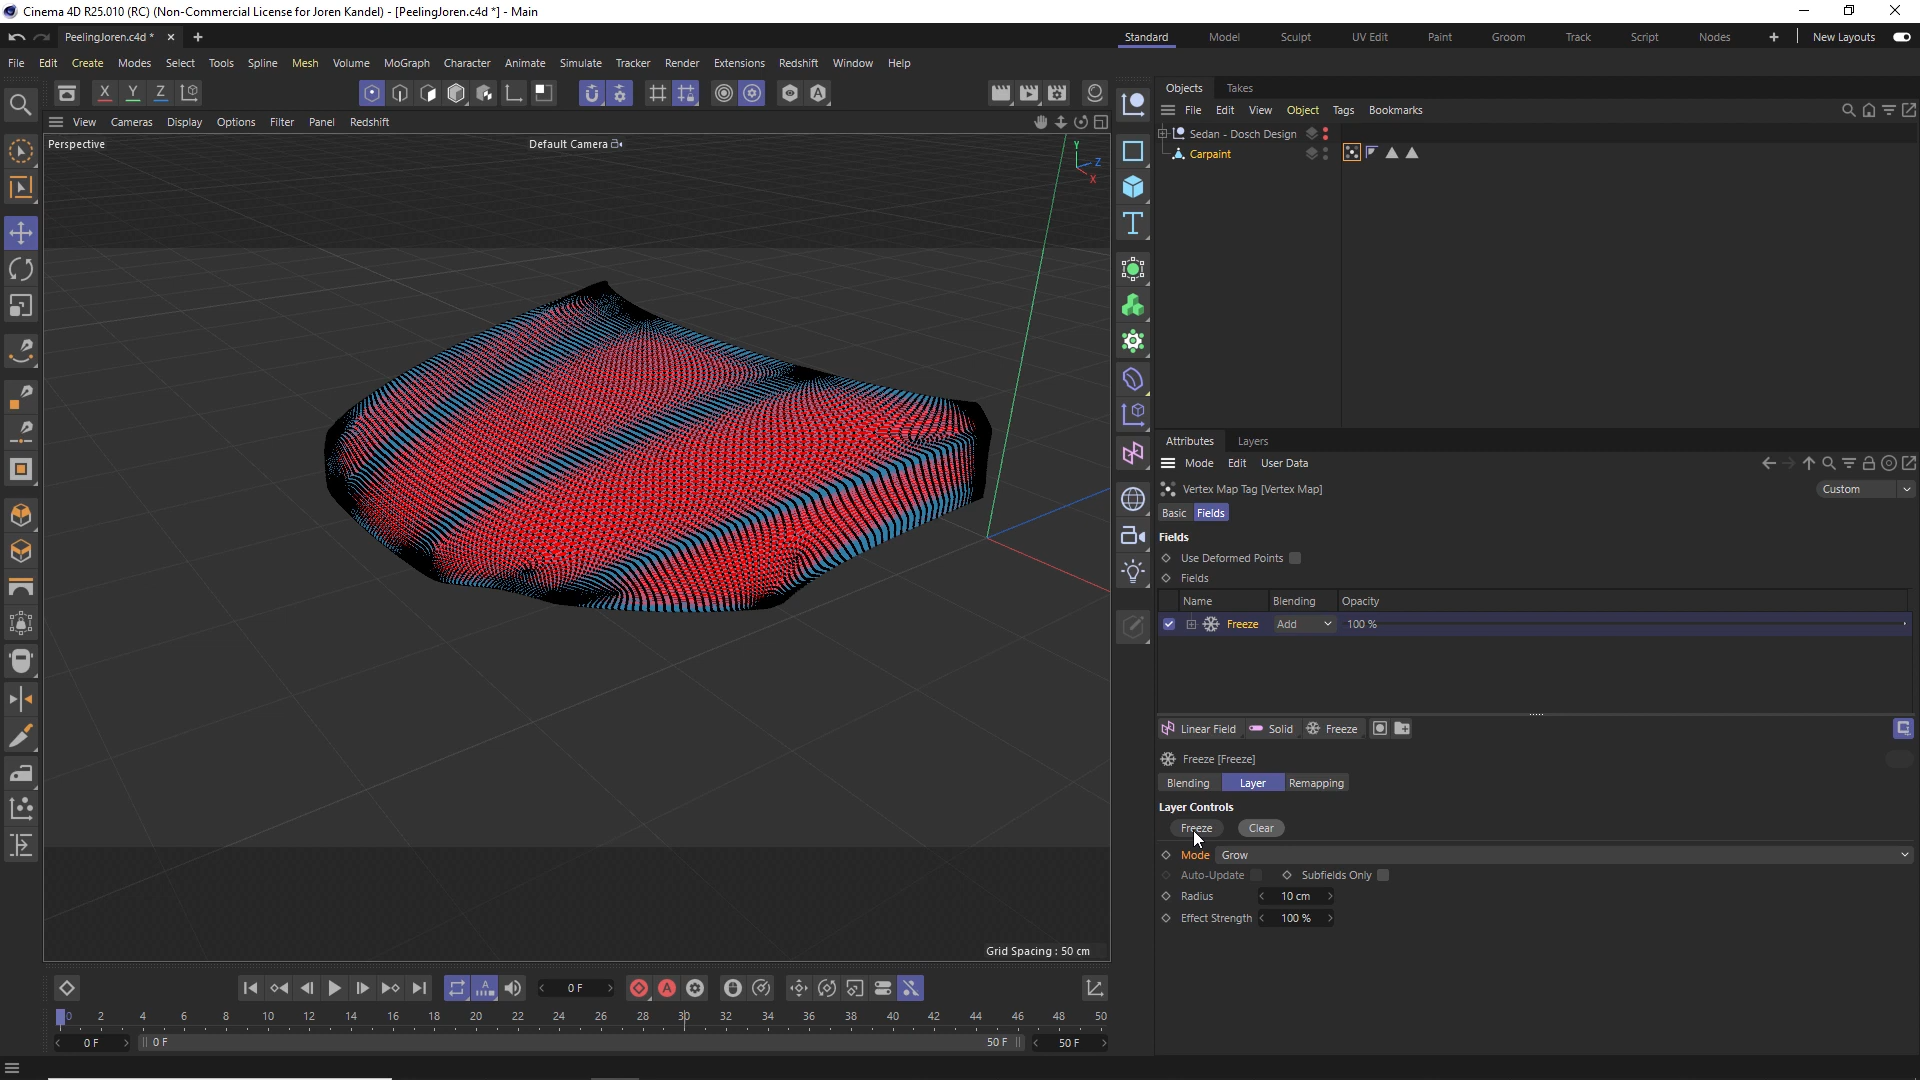 Cinema 4D R25.010 (RC) (Non-Commercial License for Joren Kandel) - [PeelingJoren.c4d *] - Main
PeelingJoren.c4d *
Standard Model Sculpt UV Edit Paint Groom Track Script Nodes New Layouts
File Edit Create Modes Select Tools Spline Mesh Volume MoGraph Character Animate Simulate Tracker Render Extensions Redshift Window Help
X Y Z
Objects Takes
File Edit View Object Tags Bookmarks
View Cameras Display Options Filter Panel Redshift
Perspective
Default Camera
Y
Z
X
Sedan - Dosch Design
Carpaint
Attributes Layers
Mode Edit User Data
Vertex Map Tag [Vertex Map]
Custom
Basic Fields
Fields
Use Deformed Points
Fields
Name Blending Opacity
Freeze Add 100 %
Linear Field Solid Freeze
Freeze [Freeze]
Blending Layer Remapping
Layer Controls
Freeze Clear
Mode Grow
Auto-Update Subfields Only
Radius 10 cm
Effect Strength 100 %
Grid Spacing : 50 cm
0 F
0 2 4 6 8 10 12 14 16 18 20 22 24 26 28 30 32 34 36 38 40 42 44 46 48 50
0 F 0 F 50 F 50 F